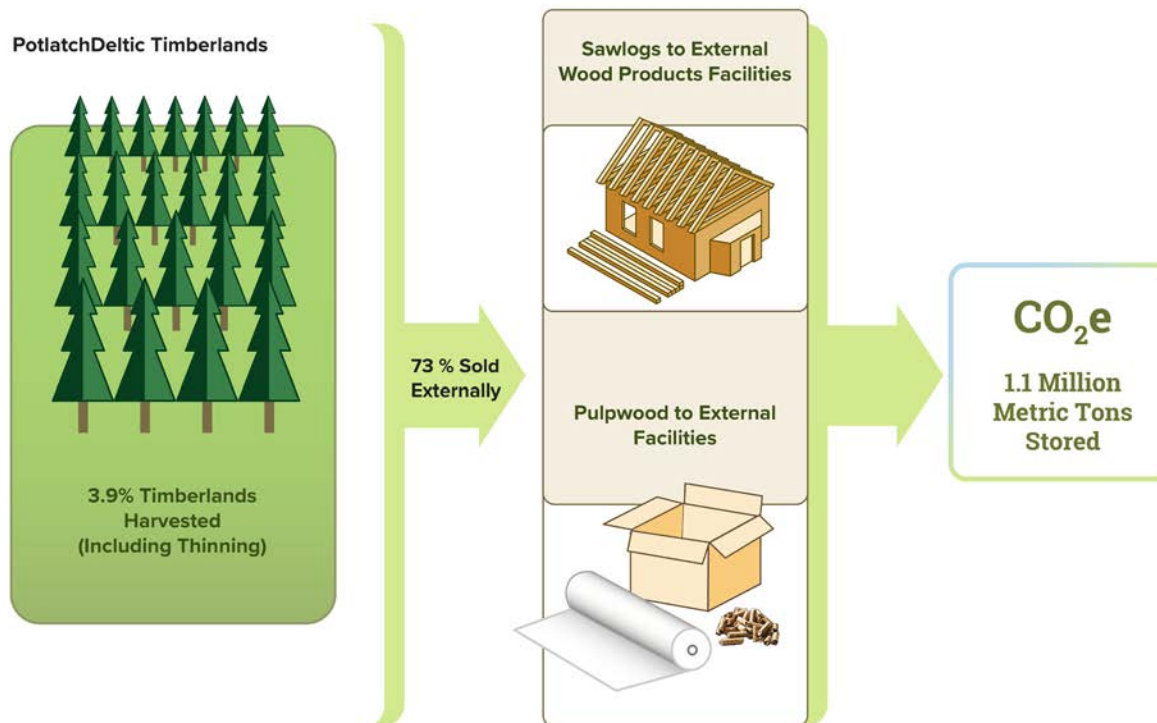 PotlatchDeltic Timberlands
3.9% Timberlands
Harvested
(Including Thinning)
73 % Sold
Externally
Sawlogs to External
Wood Products Facilities
Pulpwood to External
Facilities
CO₂e
1.1 Million
Metric Tons
Stored